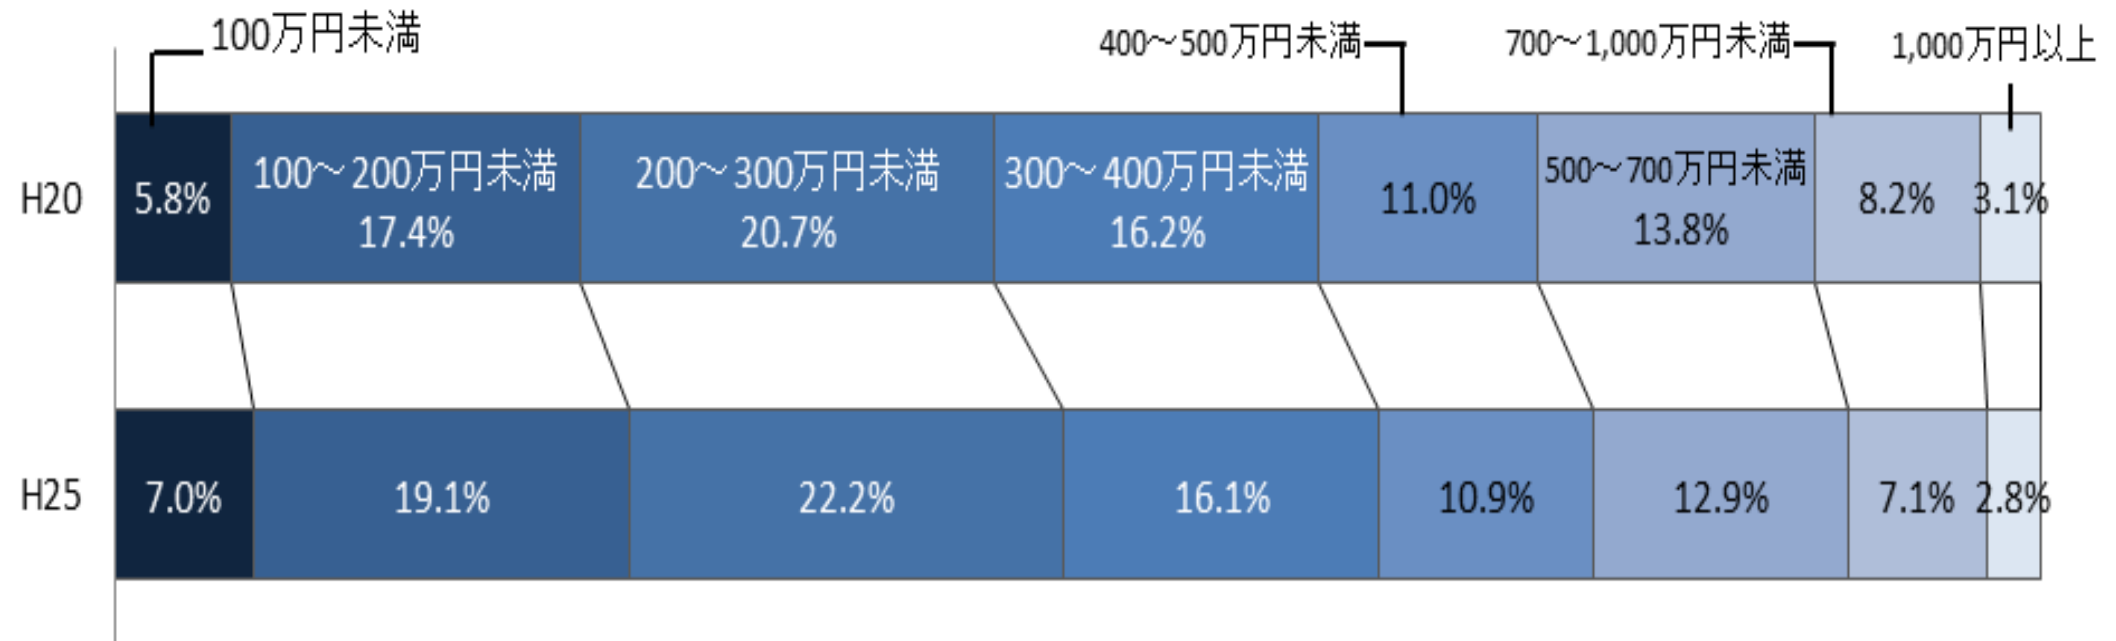 100万円未満
400～500万円未満
700～1,000万円未満
1,000万円以上
H20
5.8%
100～200万円未満
17.4%
200～300万円未満
20.7%
300～400万円未満
16.2%
11.0%
500～700万円未満
13.8%
8.2%
3.1%
H25
7.0%
19.1%
22.2%
16.1%
10.9%
12.9%
7.1%
2.8%